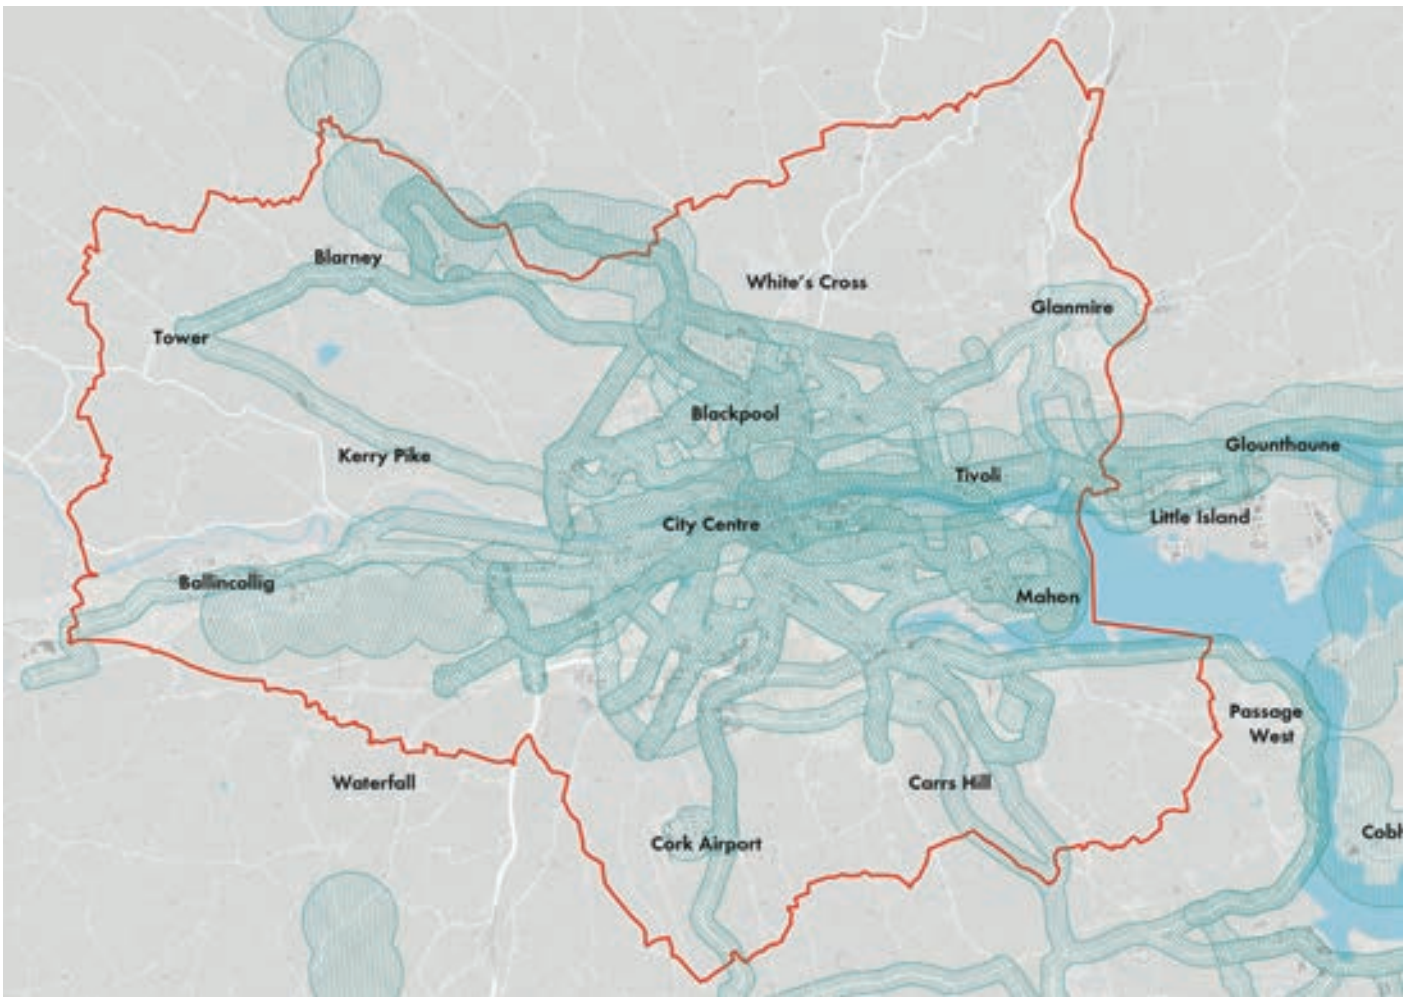 Blarney
White's Cross
Glanmire
Tower
Blackpool
Glounthaune
Kerry Pike
Tivoli
Little Island
City Centre
Ballincollig
Mahon
Passage
West
Waterfall
Carrs Hill
Cork Airport
Cobh